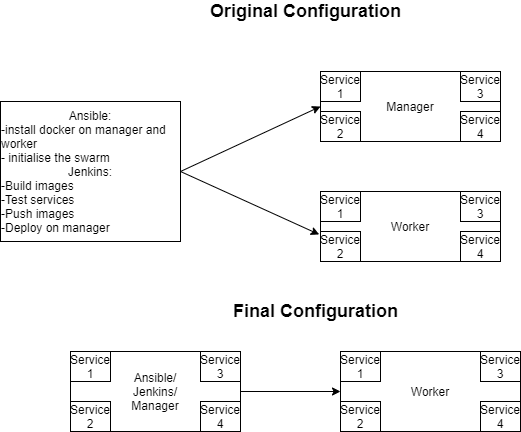 Original Configuration
Ansible:
-install docker on manager and
worker
- initialise the swarm
Jenkins:
-Build images
-Test services
-Push images
-Deploy on manager
Service
1
Service
3
Manager
Service
2
Service
4
Service
1
Service
3
Worker
Service
2
Service
4
Final Configuration
Service
1
Service
3
Ansible/
Jenkins/
Manager
Service
2
Service
4
Service
1
Service
3
Worker
Service
2
Service
4